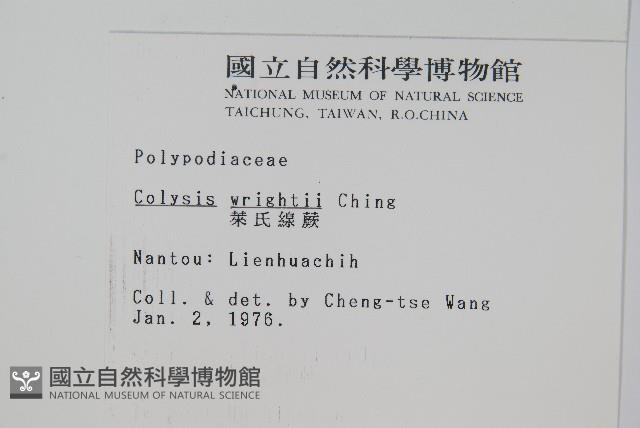 國立自然科學博物館
NATIONAL MUSEUM OF NATURAL SCIENCE
TAICHUNG, TAIWAN, R.O.CHINA
Polypodiaceae
Colysis wrightii Ching
萊氏線蕨
Nantou: Lienhuachih
Coll. & det. by Cheng-tse Wang
Jan. 2, 1976.
國立自然科學博物館
NATIONAL MUSEUM OF NATURAL SCIENCE